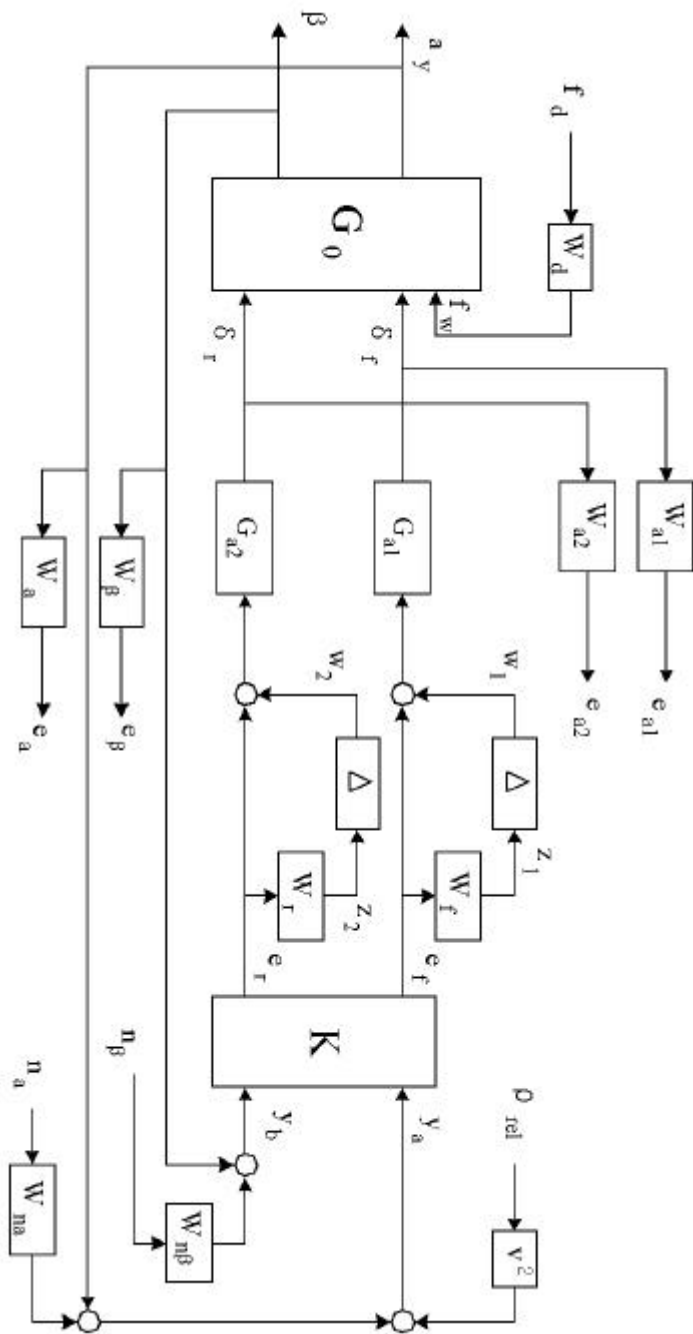 β
a y
f d
W d
G 0
f w
δ r
δ f
W a2
W a1
G a2
G a1
W a
W β
e a
e β
w 2
w 1
e a2
e a1
Δ
Δ
z 2
z 1
W r
W f
e r
e f
K
n β
n a
y b
y a
ρ rel
W na
W nβ
v 2